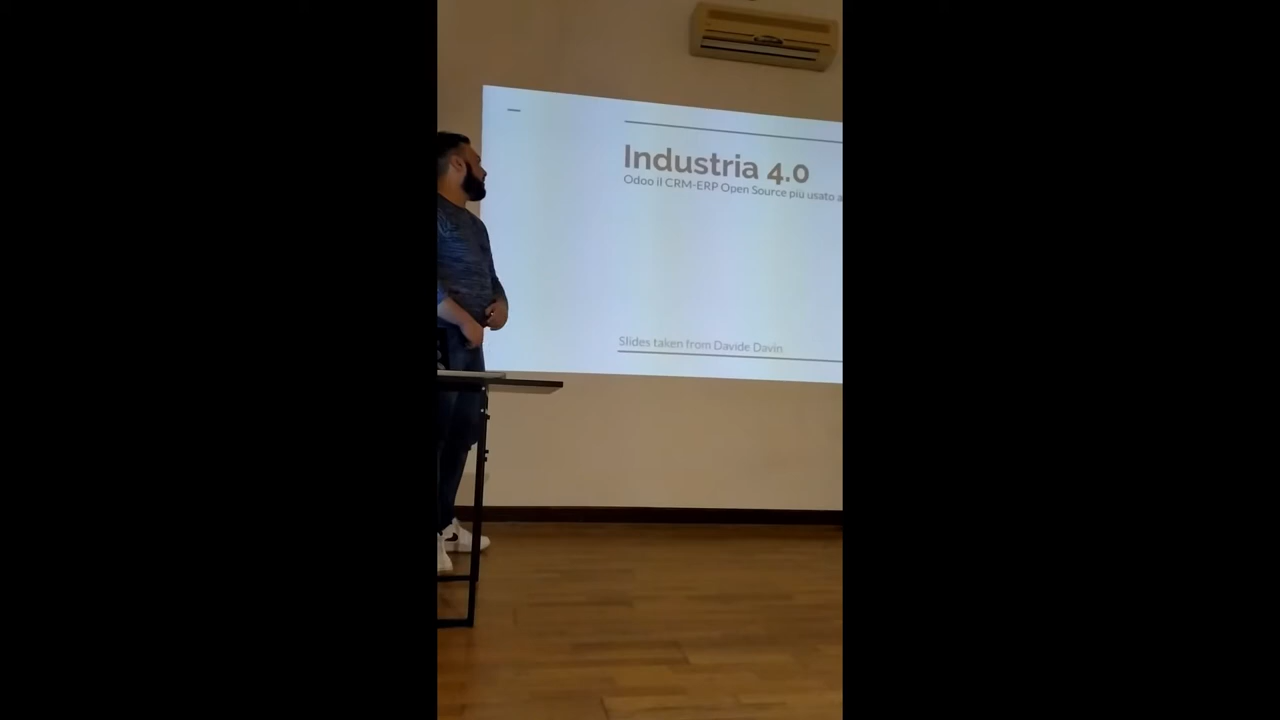 Industria 4.0
Odoo il CRM-ERP Open Source più usato a
Slides taken from Davide Davin